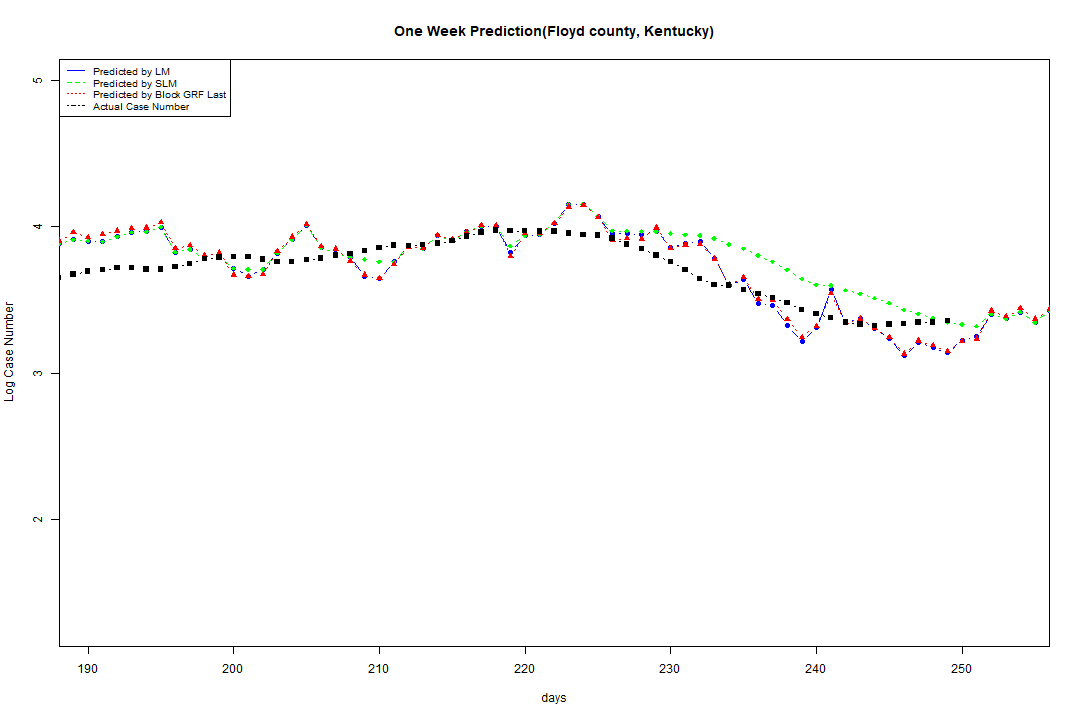 One Week Prediction(Floyd county, Kentucky)
Predicted by LM
Predicted by SLM
Predicted by Block GRF Last
Actual Case Number
5
4
3
2
Log Case Number
190 200 210 220 230 240 250
days